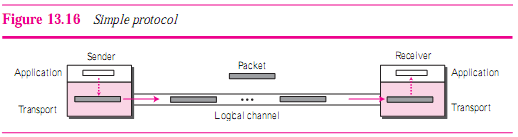 Figure 13.16 Simple protocol
Sender
Receiver
Packet
Application
Application
...
Transport
Transport
Logical channel